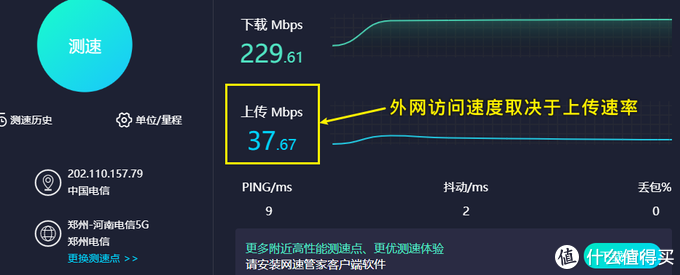 测速
测速历史
单位/星程
202.110.157.79
中国电信
郑州-河南电信5G
郑州电信
更换测速点 >>
下载 Mbps
229.61
上传 Mbps
37.67
外网访问速度取决于上传速率
PING/ms
抖动/ms
丢包%
9
2
0
更多附近高性能测速点、更优测速体验
请安装网速管家客户端软件
值 什么值得买